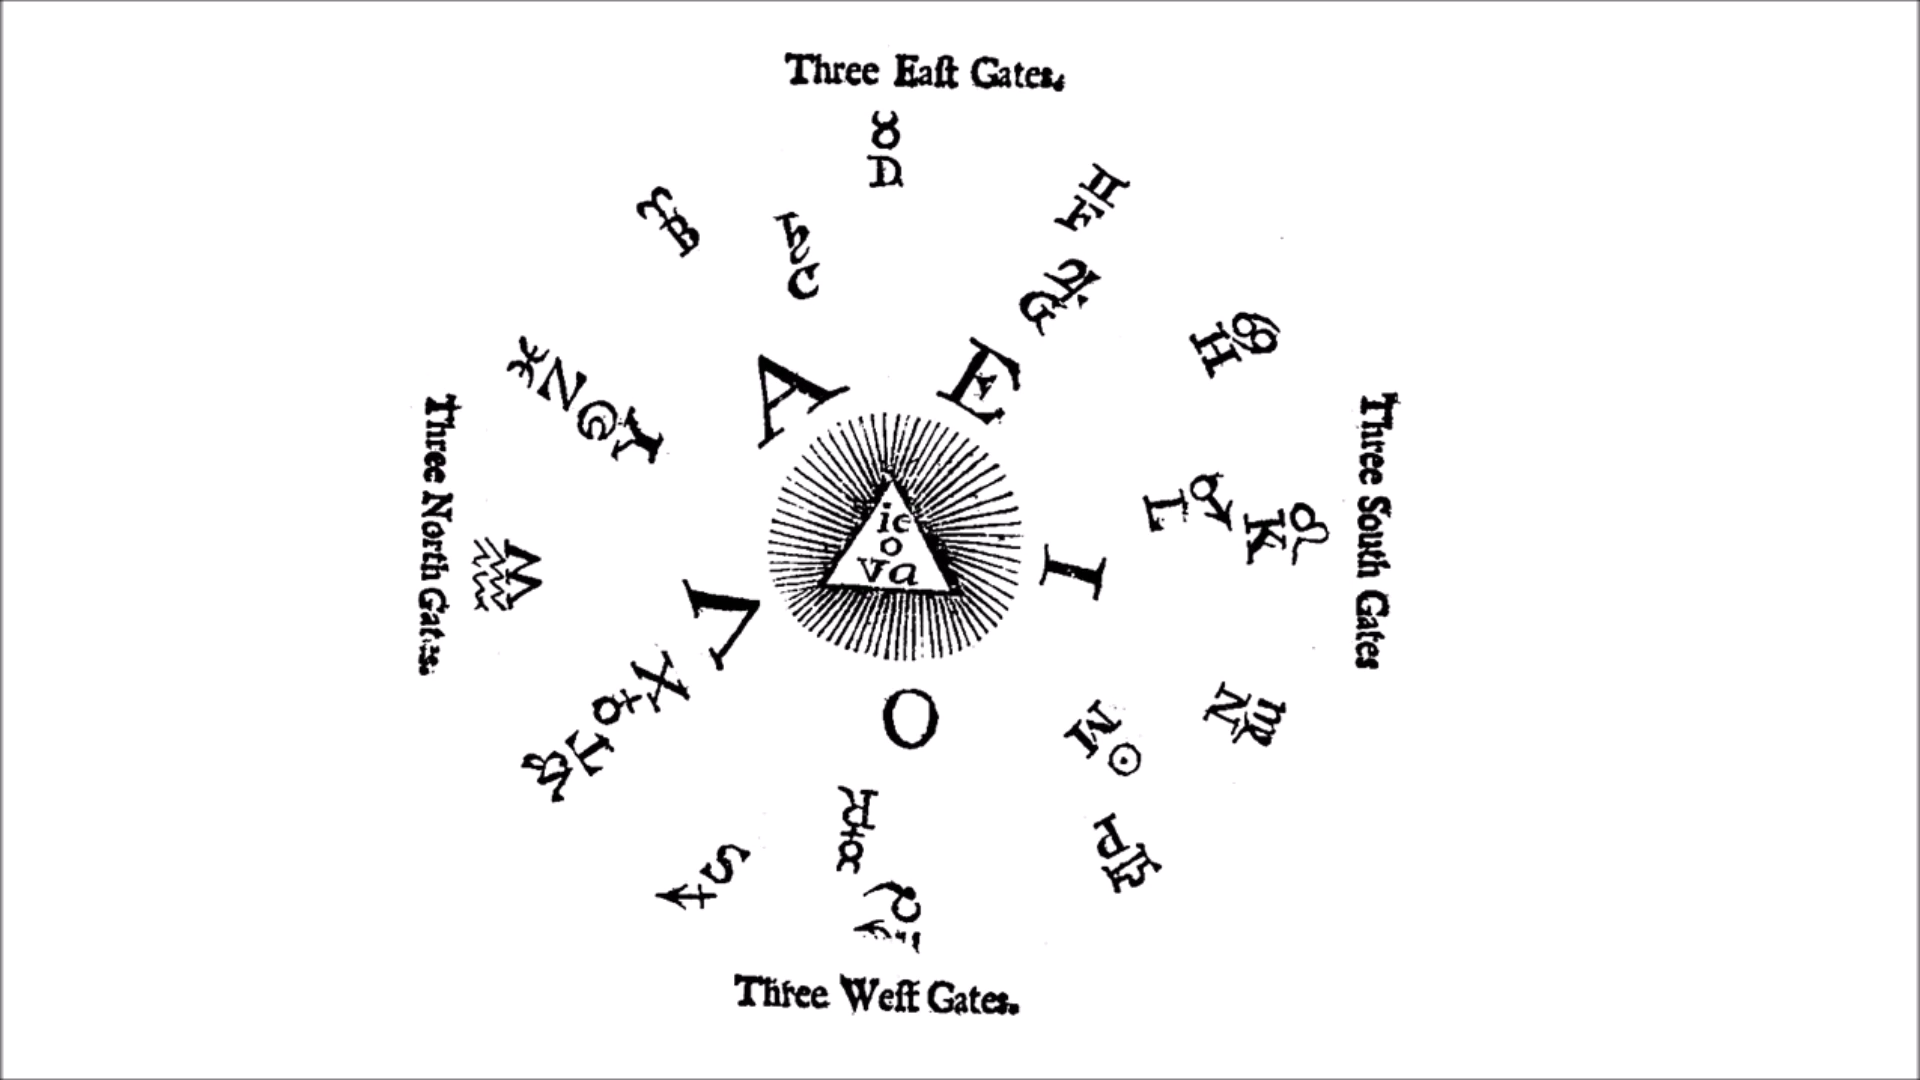 Three Eaſt Gates.
♉
D
♊
F
♈
B
♄
C
♃
G
♋
H
A
E
♓
N
Y
Three North Gates.
Three South Gates
♂
L
♌
K
ie
o
va
I
♒
W
V
X
♀
T
♑
O
M
☉
♍
N
R
P
S
♐
Q
Three Weſt Gates.